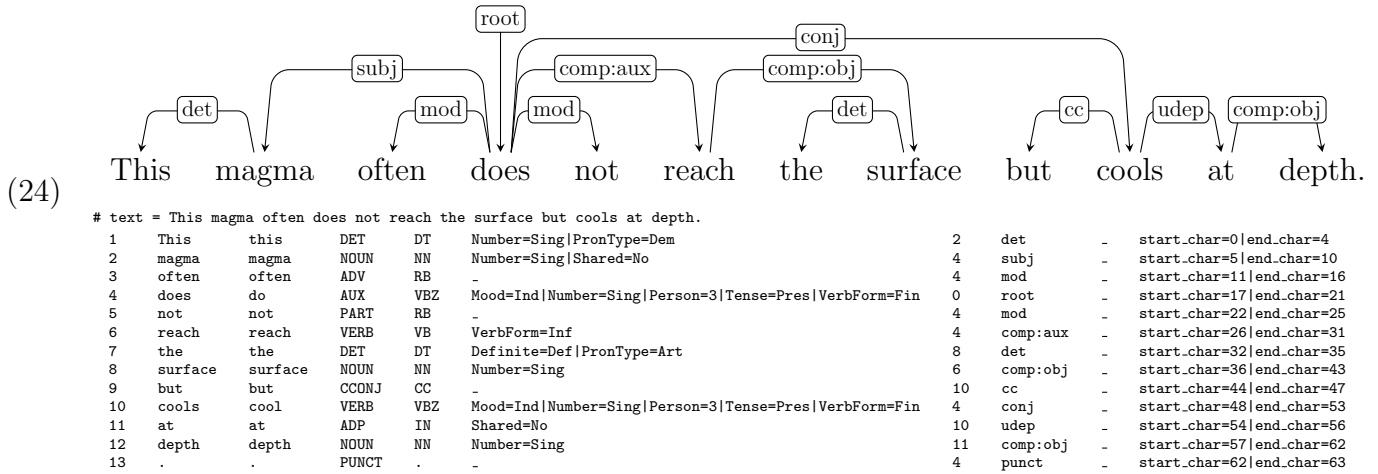 root
conj
subj comp:aux comp:obj
det mod mod det cc udep comp:obj
(24) This magma often does not reach the surface but cools at depth.
# text = This magma often does not reach the surface but cools at depth.
1 This this DET DT Number=Sing|PronType=Dem 2 det _ start_char=0|end_char=4
2 magma magma NOUN NN Number=Sing|Shared=No 4 subj _ start_char=5|end_char=10
3 often often ADV RB _ 4 mod _ start_char=11|end_char=16
4 does do AUX VBZ Mood=Ind|Number=Sing|Person=3|Tense=Pres|VerbForm=Fin 0 root _ start_char=17|end_char=21
5 not not PART RB _ 4 mod _ start_char=22|end_char=25
6 reach reach VERB VB VerbForm=Inf 4 comp:aux _ start_char=26|end_char=31
7 the the DET DT Definite=Def|PronType=Art 8 det _ start_char=32|end_char=35
8 surface surface NOUN NN Number=Sing 6 comp:obj _ start_char=36|end_char=43
9 but but CCONJ CC _ 10 cc _ start_char=44|end_char=47
10 cools cool VERB VBZ Mood=Ind|Number=Sing|Person=3|Tense=Pres|VerbForm=Fin 4 conj _ start_char=48|end_char=53
11 at at ADP IN Shared=No 10 udep _ start_char=54|end_char=56
12 depth depth NOUN NN Number=Sing 11 comp:obj _ start_char=57|end_char=62
13 . . PUNCT . _ 4 punct _ start_char=62|end_char=63